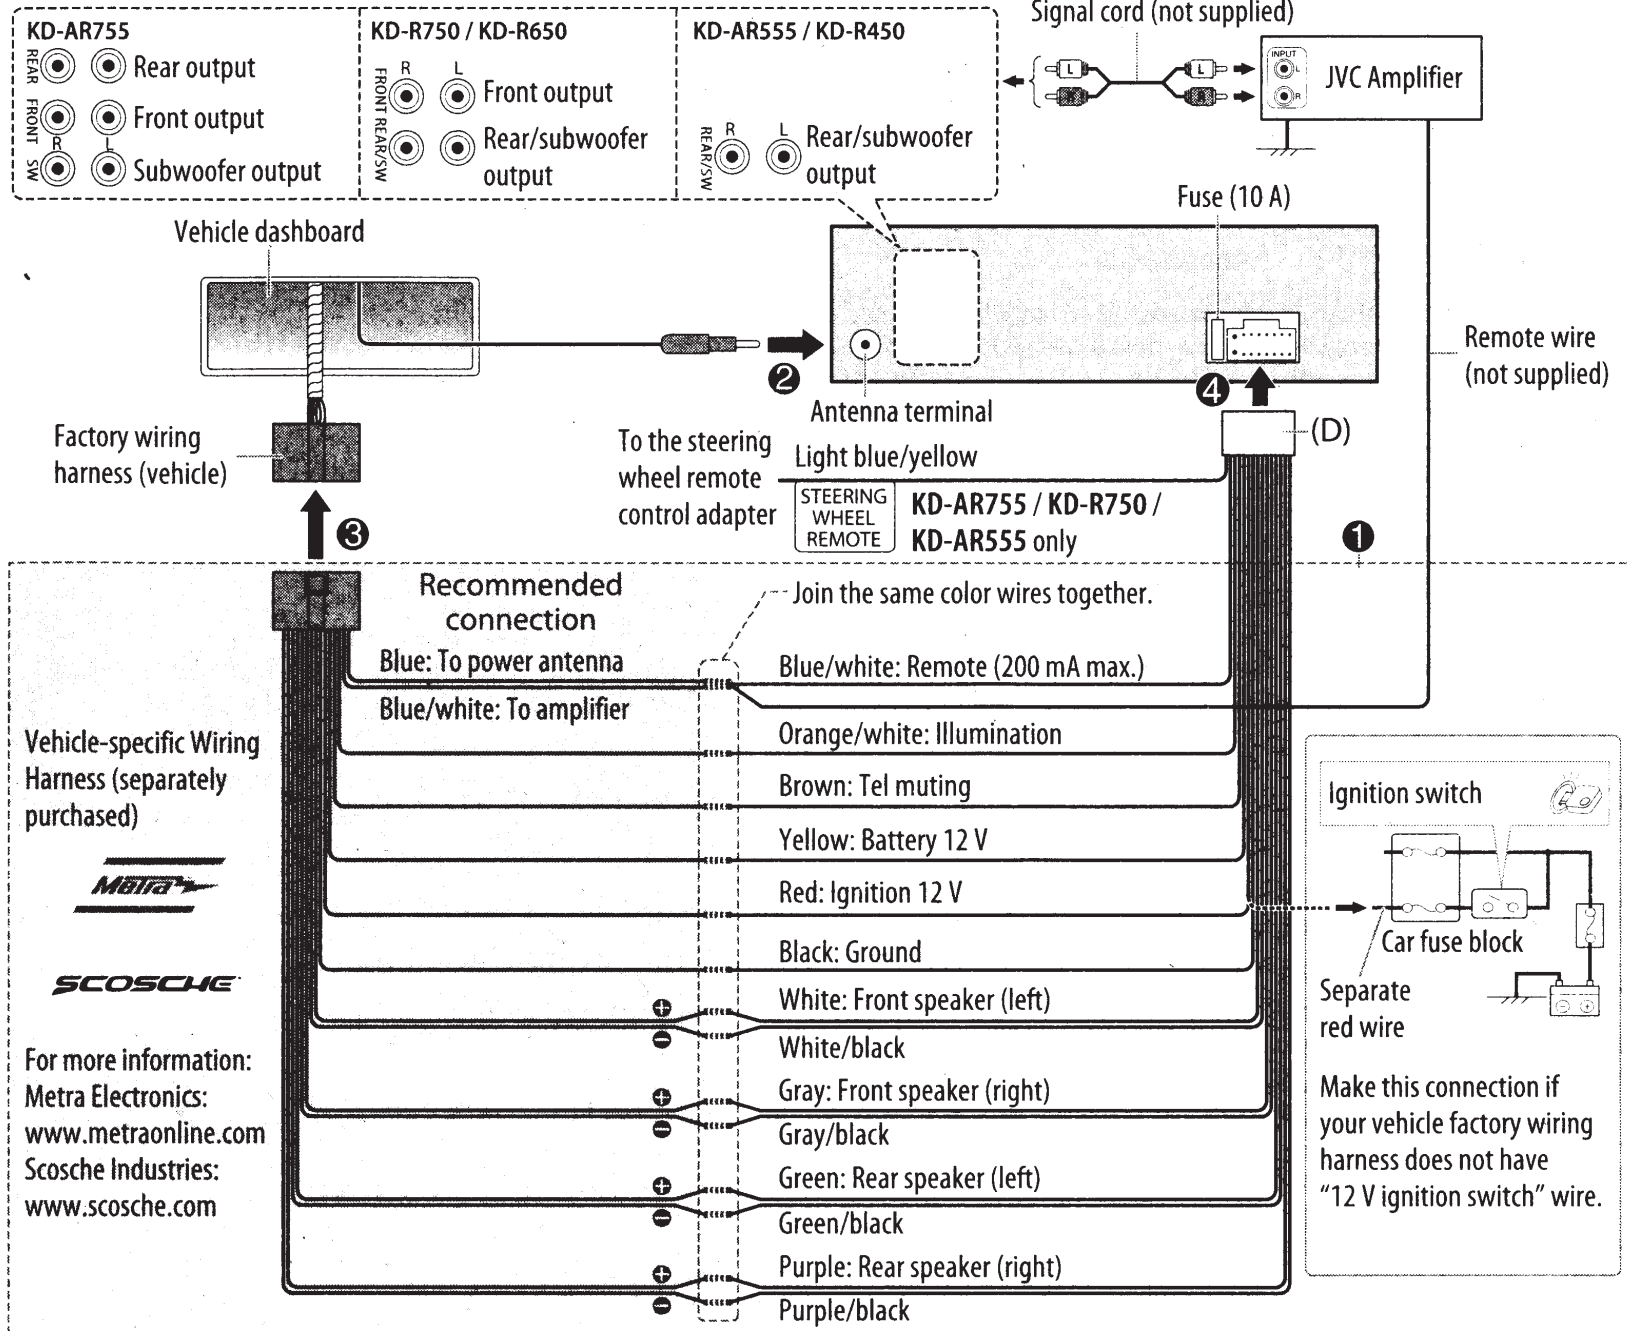 KD-AR755
REAR
Rear output
FRONT
Front output
R L
SW
Subwoofer output
KD-R750 / KD-R650
R L
FRONT
Front output
REAR/SW
Rear/subwoofer
output
KD-AR555 / KD-R450
R L
REAR/SW
Rear/subwoofer
output
Signal cord (not supplied)
L L
R R
INPUT
L
R
JVC Amplifier
Fuse (10 A)
Vehicle dashboard
Remote wire
(not supplied)
2
4
Antenna terminal
(D)
Factory wiring
harness (vehicle)
To the steering
wheel remote
control adapter
Light blue/yellow
STEERING
WHEEL
REMOTE
KD-AR755 / KD-R750 /
KD-AR555 only
3
1
Recommended
connection
Join the same color wires together.
Blue: To power antenna
Blue/white: To amplifier
Blue/white: Remote (200 mA max.)
Orange/white: Illumination
Brown: Tel muting
Yellow: Battery 12 V
Red: Ignition 12 V
Black: Ground
+ White: Front speaker (left)
− White/black
+ Gray: Front speaker (right)
− Gray/black
+ Green: Rear speaker (left)
− Green/black
+ Purple: Rear speaker (right)
− Purple/black
Vehicle-specific Wiring
Harness (separately
purchased)
Metra
SCOSCHE
For more information:
Metra Electronics:
www.metraonline.com
Scosche Industries:
www.scosche.com
Ignition switch
Car fuse block
Separate
red wire
− +
Make this connection if
your vehicle factory wiring
harness does not have
“12 V ignition switch” wire.